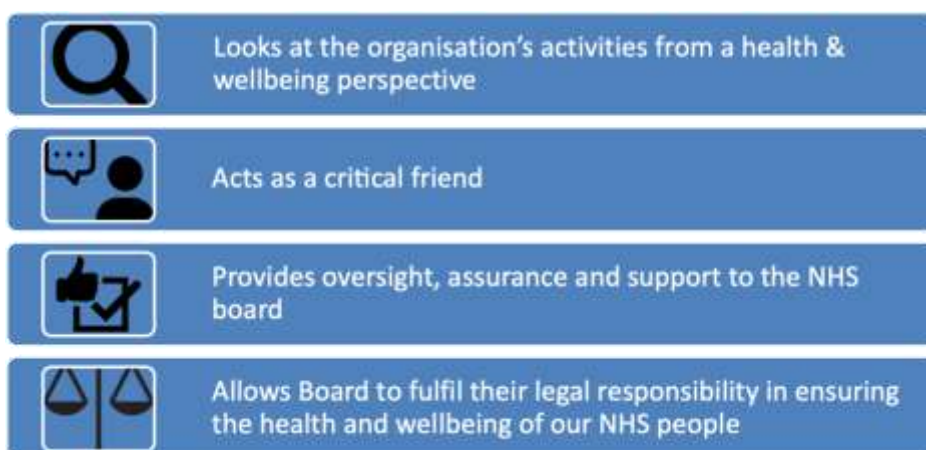 Looks at the organisation's activities from a health &
wellbeing perspective
Acts as a critical friend
Provides oversight, assurance and support to the NHS
board
Allows Board to fulfil their legal responsibility in ensuring
the health and wellbeing of our NHS people